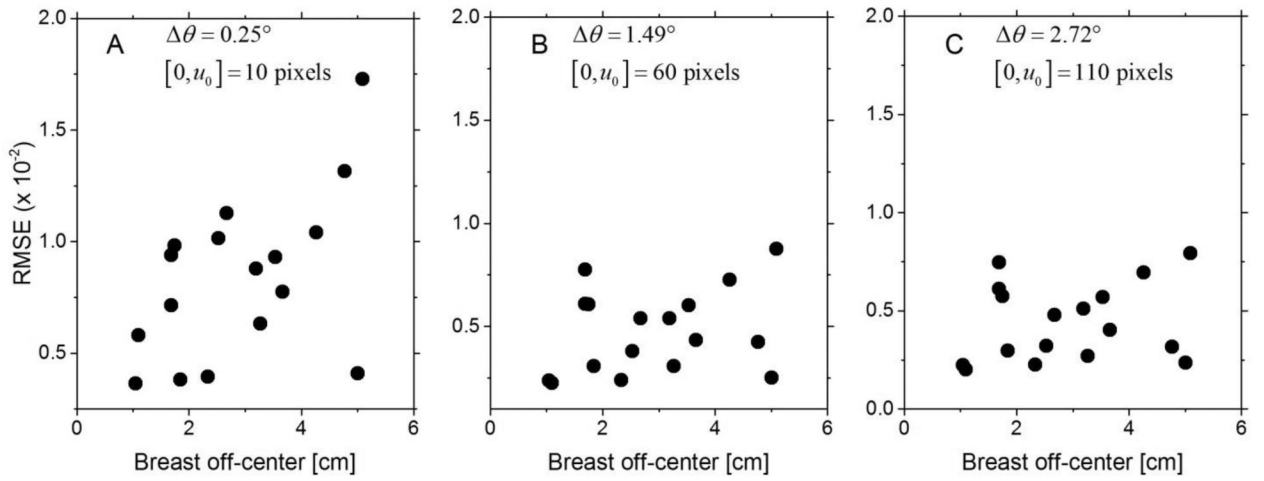 A
Δθ = 0.25°
[0, u₀] = 10 pixels
2.0
1.5
1.0
0.5
0
2
4
6
RMSE (x 10⁻²)
Breast off-center [cm]
B
Δθ = 1.49°
[0, u₀] = 60 pixels
2.0
1.5
1.0
0.5
0
2
4
6
Breast off-center [cm]
C
Δθ = 2.72°
[0, u₀] = 110 pixels
2.0
1.5
1.0
0.5
0.0
0
2
4
6
Breast off-center [cm]